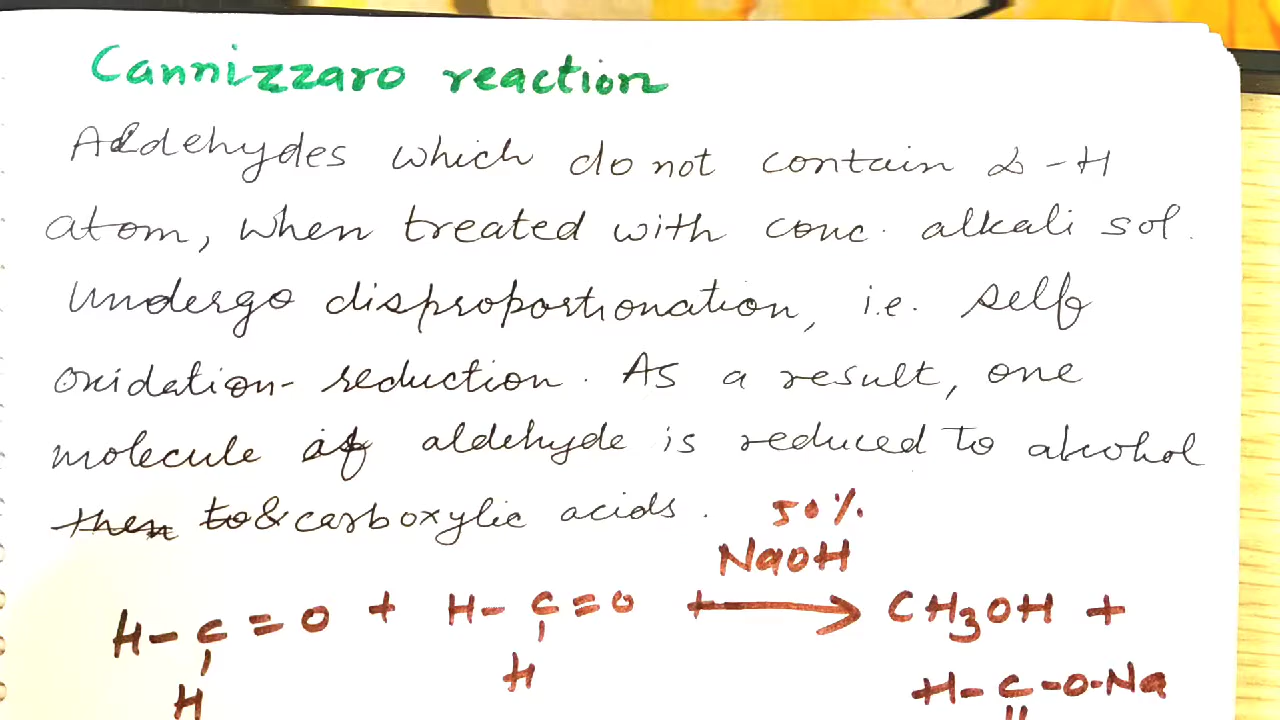 Cannizzaro reaction
Aldehydes which do not contain α-H
atom, when treated with conc. alkali sol.
Undergo disproportionation, i.e. self
oxidation-reduction. As a result, one
molecule of aldehyde is reduced to alcohol
then to & carboxylic acids.
50%
NaOH
H-C=O + H-C=O + → CH3OH +
H H
H-C-O-Na